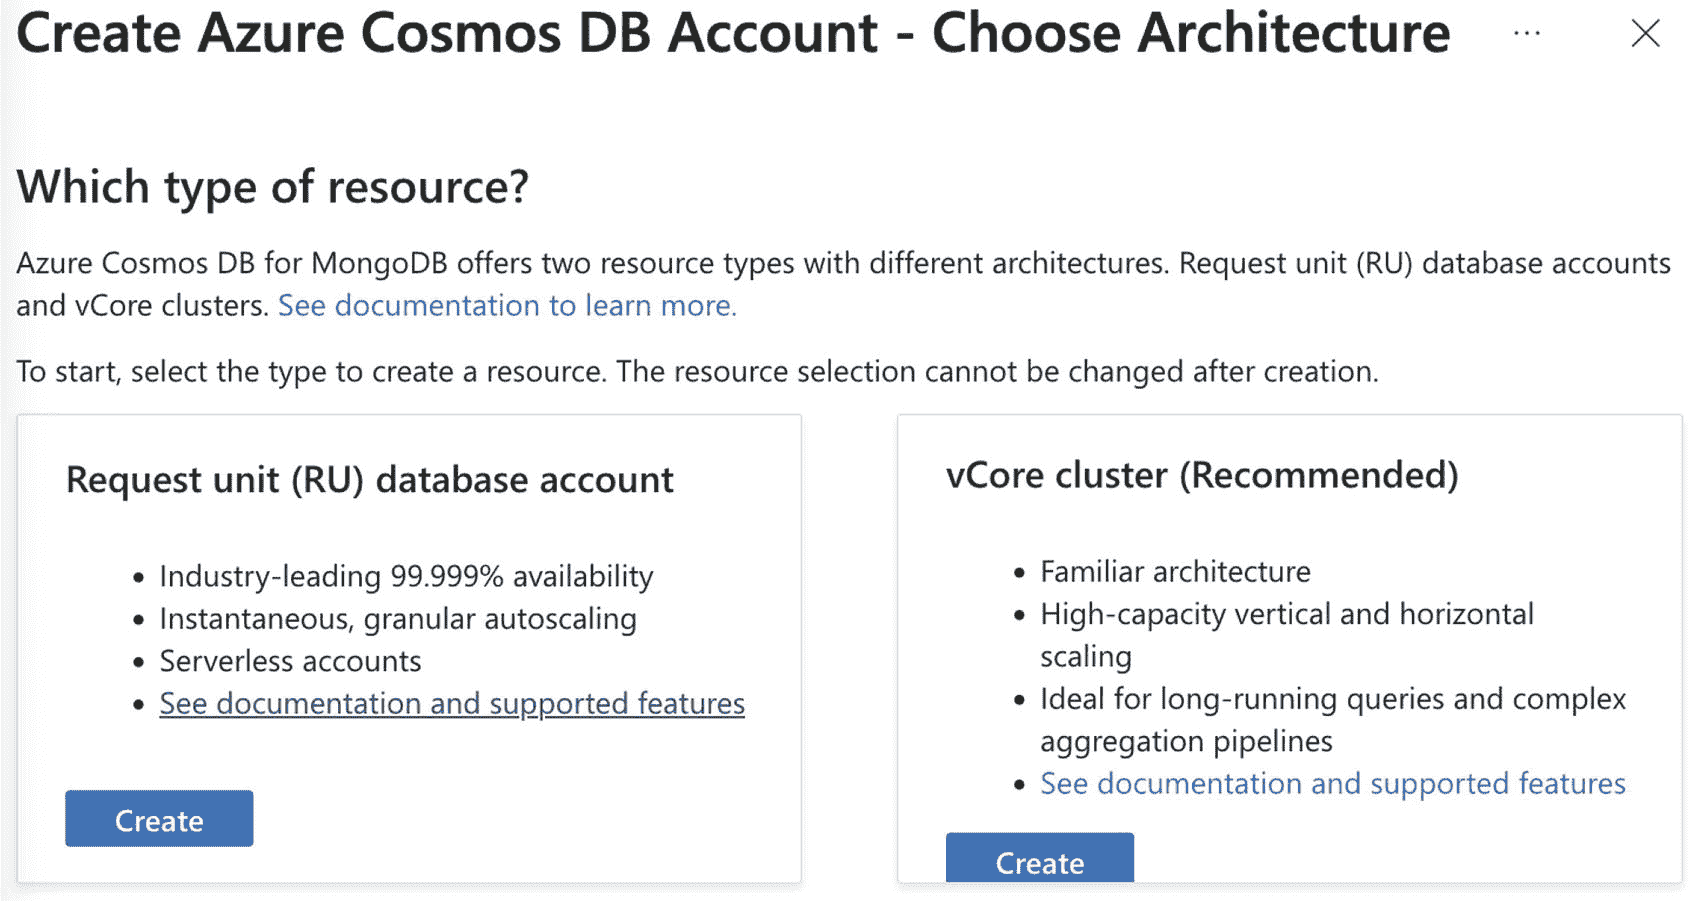 Create Azure Cosmos DB Account - Choose Architecture ...
Which type of resource?
Azure Cosmos DB for MongoDB offers two resource types with different architectures. Request unit (RU) database accounts
and vCore clusters. See documentation to learn more.
To start, select the type to create a resource. The resource selection cannot be changed after creation.
Request unit (RU) database account
• Industry-leading 99.999% availability
• Instantaneous, granular autoscaling
• Serverless accounts
• See documentation and supported features
Create
vCore cluster (Recommended)
• Familiar architecture
• High-capacity vertical and horizontal
scaling
• Ideal for long-running queries and complex
aggregation pipelines
• See documentation and supported features
Create